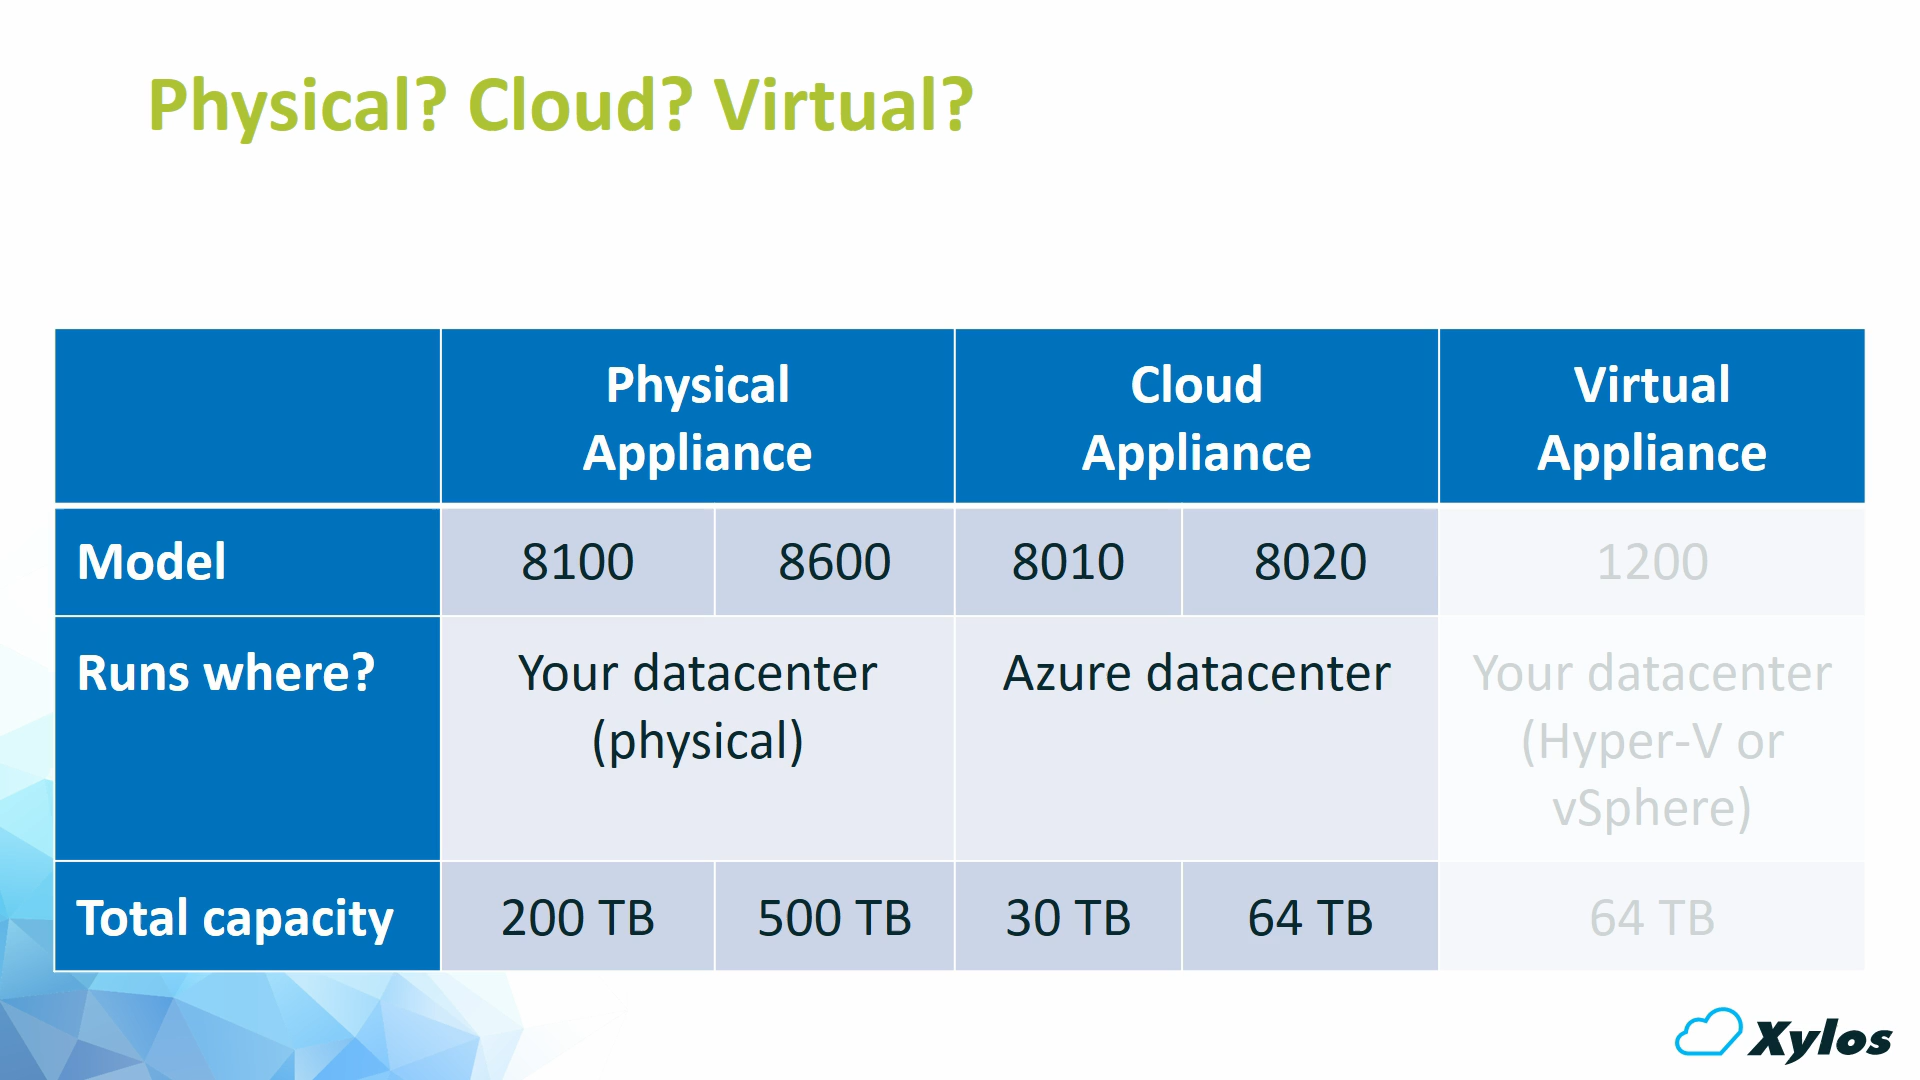 Physical? Cloud? Virtual?
Physical Cloud Virtual
Appliance Appliance Appliance
Model 8100 8600 8010 8020 1200
Runs where? Your datacenter Azure datacenter Your datacenter
(physical) (Hyper-V or
vSphere)
Total capacity 200 TB 500 TB 30 TB 64 TB 64 TB
Xylos